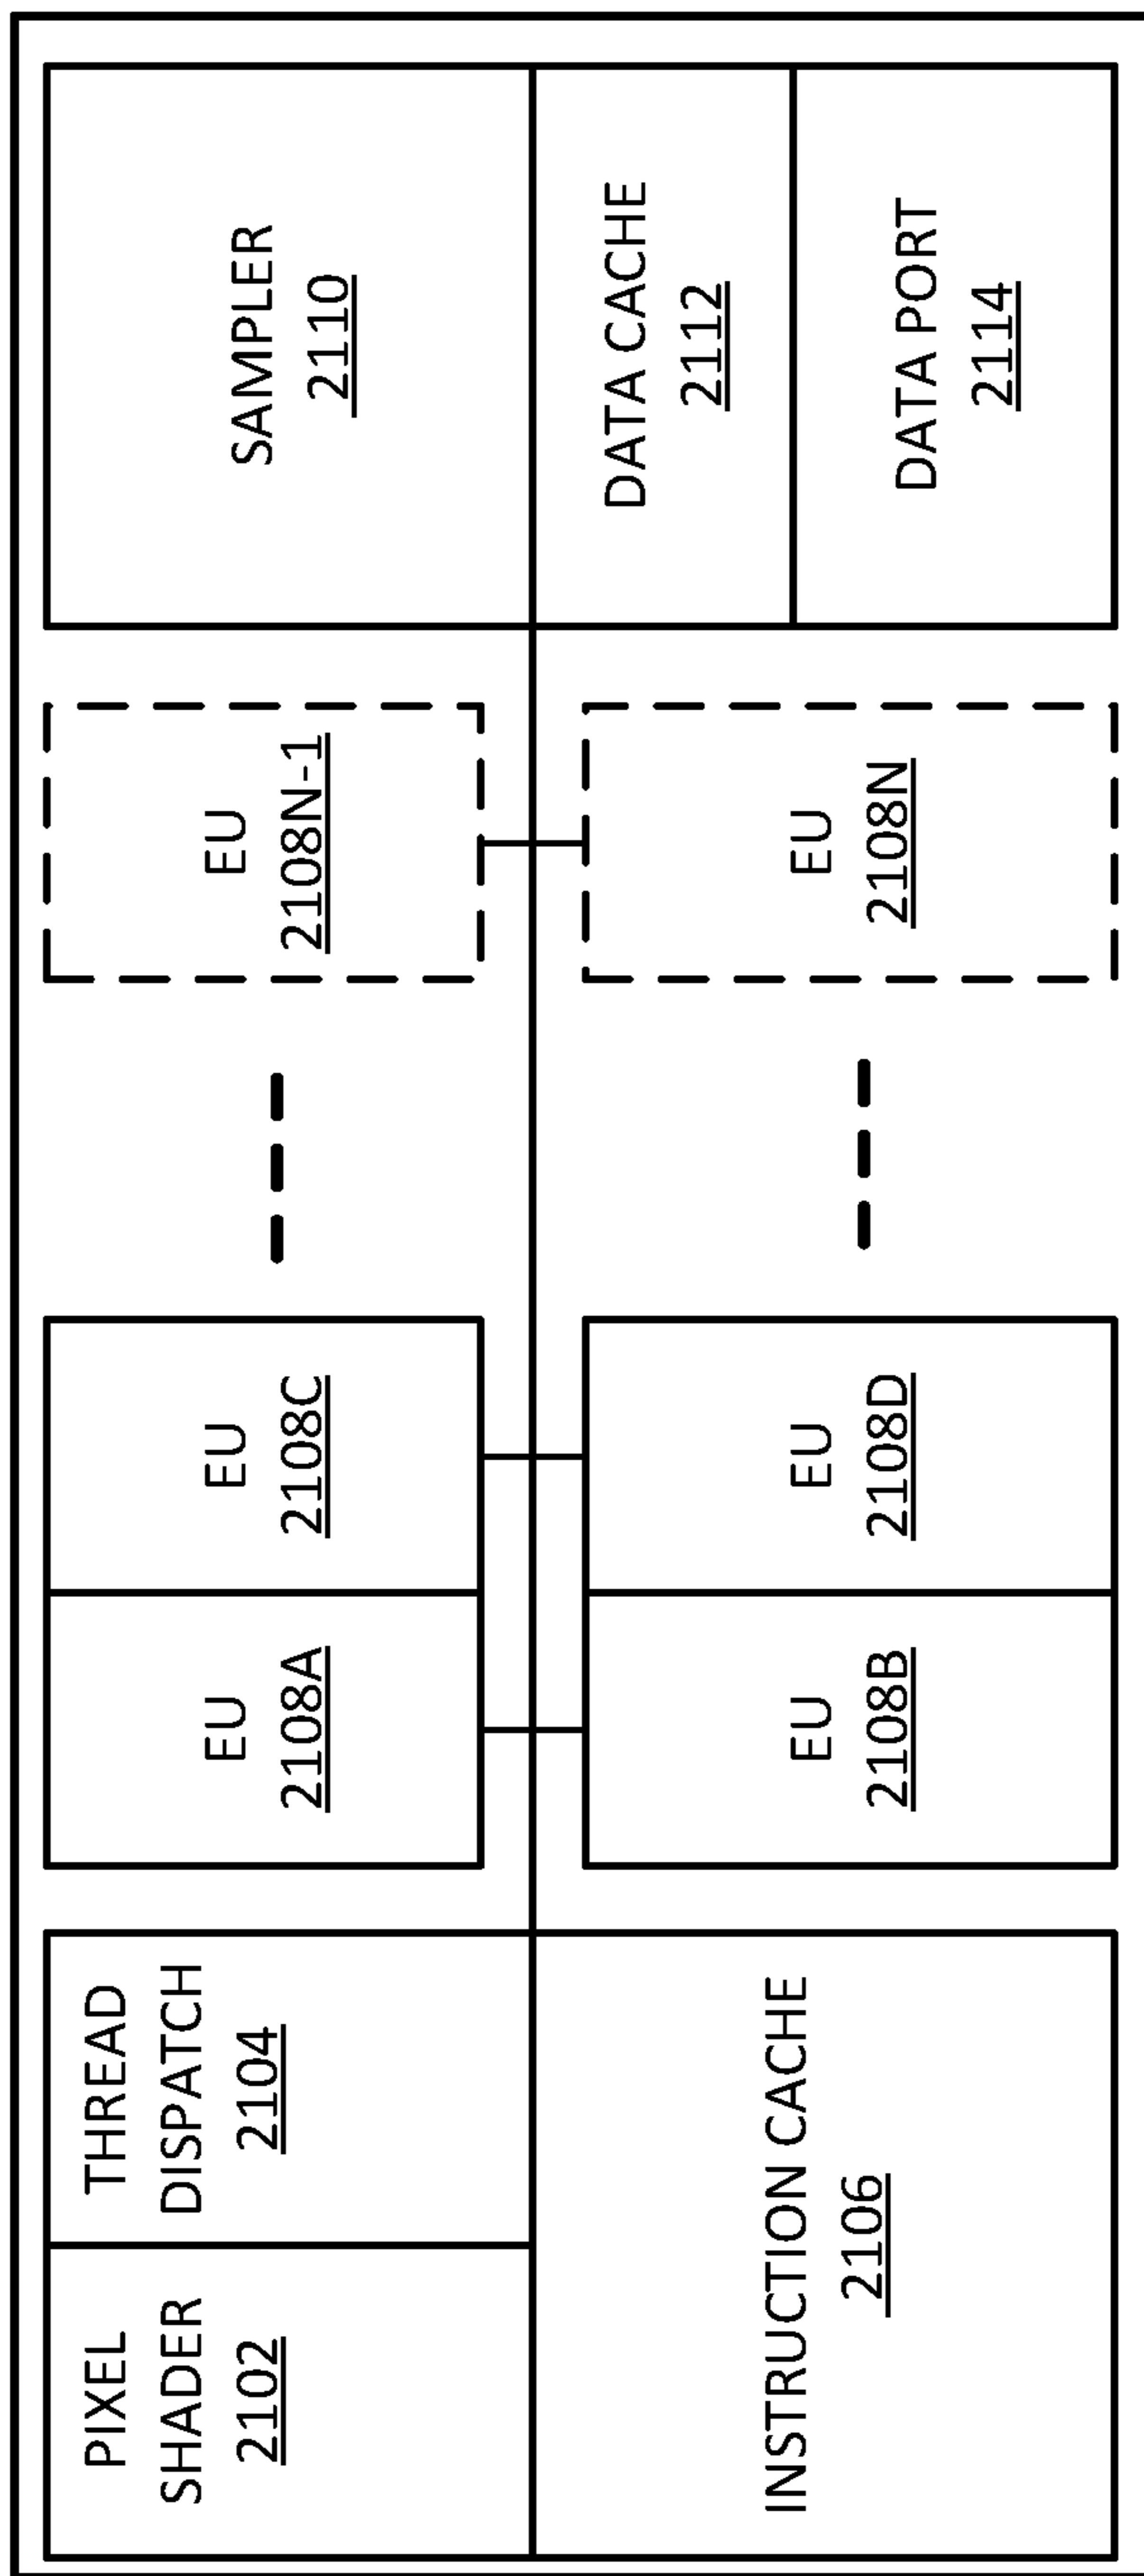 PIXEL
SHADER
2102
THREAD
DISPATCH
2104
INSTRUCTION CACHE
2106
EU
2108A
EU
2108C
EU
2108B
EU
2108D
EU
2108N-1
EU
2108N
SAMPLER
2110
DATA CACHE
2112
DATA PORT
2114